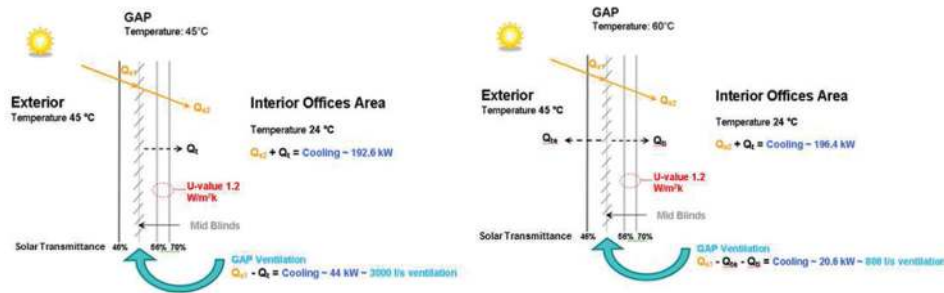 GAP
Temperature: 45°C
Qs1
Qs2
Exterior
Temperature 45 °C
Interior Offices Area
Temperature 24 °C
Qt
Qs2 + Qt = Cooling ~ 192.6 kW
U-value 1.2
W/m²k
Mid Blinds
Solar Transmittance
46%
56%
70%
GAP Ventilation
Qs1 - Qt = Cooling ~ 44 kW ~ 3000 l/s ventilation
GAP
Temperature: 60°C
Qs1
Qs2
Exterior
Temperature 45 °C
Interior Offices Area
Temperature 24 °C
Qte
Qti
Qs2 + Qt = Cooling ~ 196.4 kW
U-value 1.2
W/m²k
Mid Blinds
Solar Transmittance
46%
56%
70%
GAP Ventilation
Qs1 - Qte - Qti = Cooling ~ 20.6 kW ~ 800 l/s ventilation